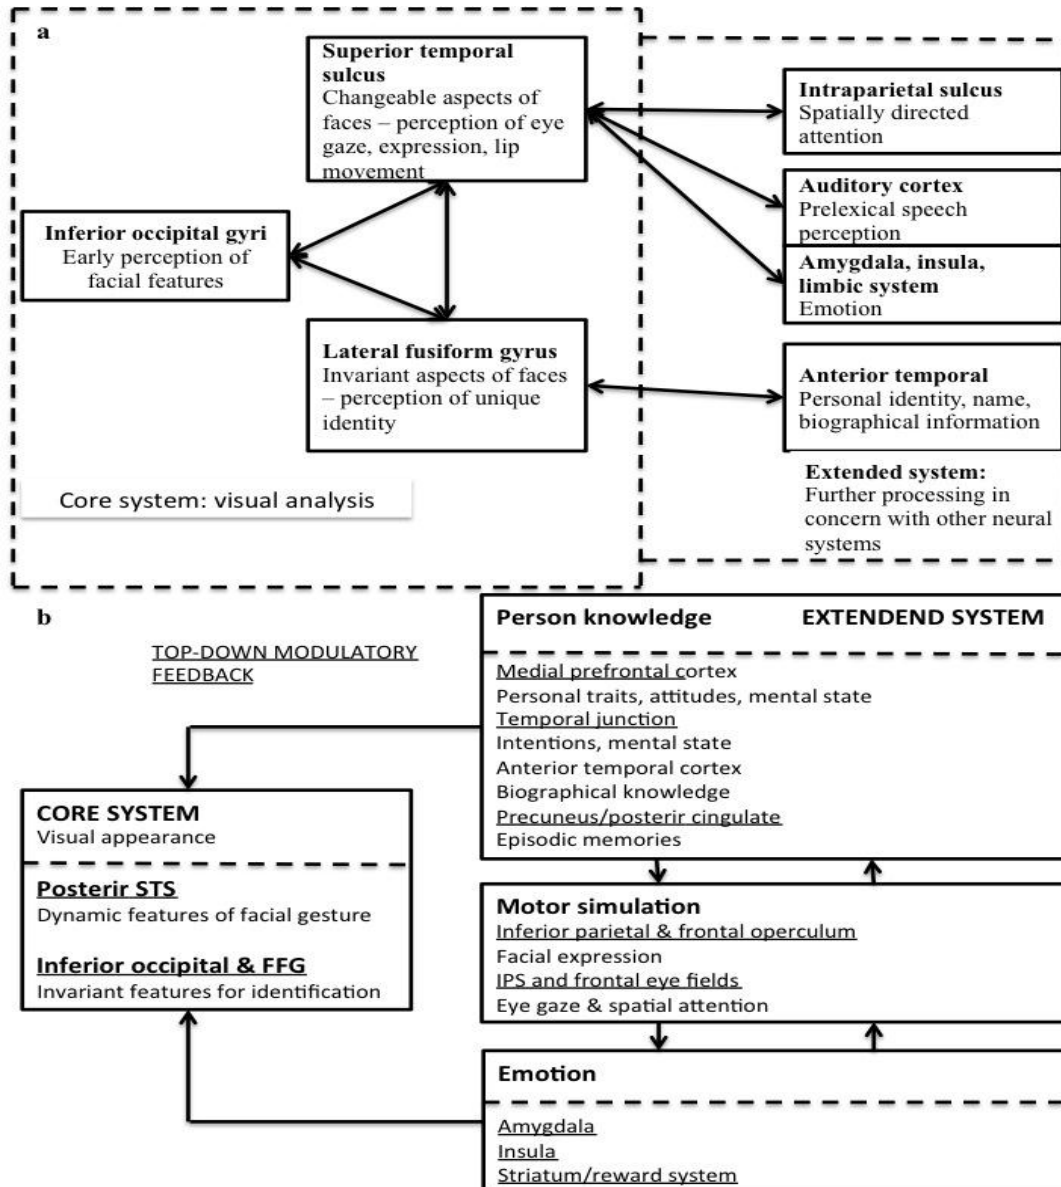 a
Superior temporal
sulcus
Changeable aspects of
faces – perception of eye
gaze, expression, lip
movement
Inferior occipital gyri
Early perception of
facial features
Lateral fusiform gyrus
Invariant aspects of faces
– perception of unique
identity
Core system: visual analysis
Intraparietal sulcus
Spatially directed
attention
Auditory cortex
Prelexical speech
perception
Amygdala, insula,
limbic system
Emotion
Anterior temporal
Personal identity, name,
biographical information
Extended system:
Further processing in
concern with other neural
systems
b
TOP-DOWN MODULATORY
FEEDBACK
CORE SYSTEM
Visual appearance
Posterir STS
Dynamic features of facial gesture
Inferior occipital & FFG
Invariant features for identification
Person knowledge EXTENDEND SYSTEM
Medial prefrontal cortex
Personal traits, attitudes, mental state
Temporal junction
Intentions, mental state
Anterior temporal cortex
Biographical knowledge
Precuneus/posterir cingulate
Episodic memories
Motor simulation
Inferior parietal & frontal operculum
Facial expression
IPS and frontal eye fields
Eye gaze & spatial attention
Emotion
Amygdala
Insula
Striatum/reward system